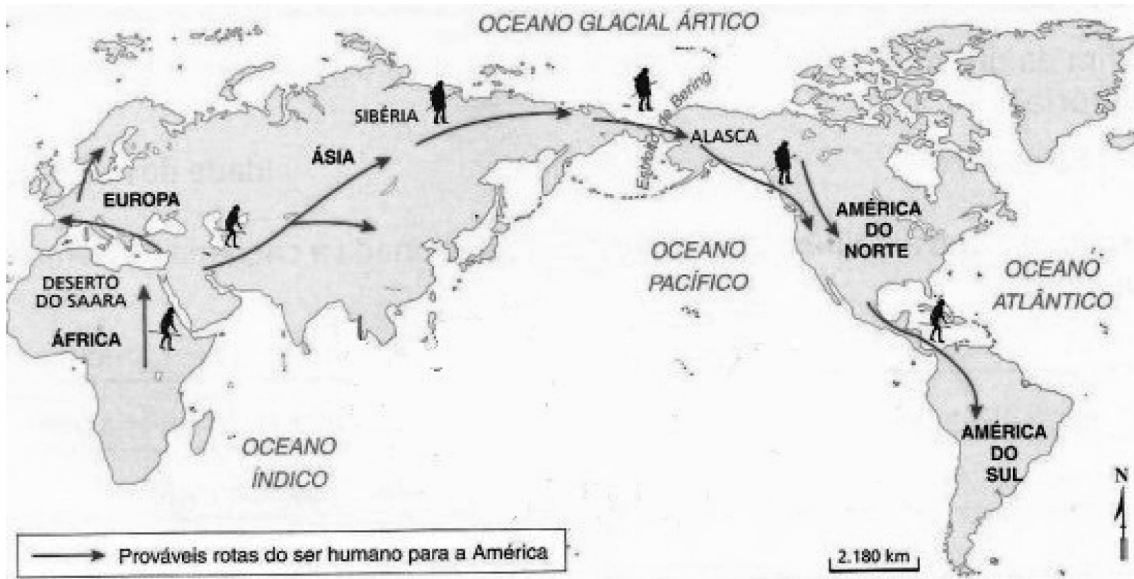 OCEANO GLACIAL ÁRTICO
Estreito de Bering
SIBÉRIA
ALASCA
ÁSIA
EUROPA
AMÉRICA
DO
NORTE
OCEANO
PACÍFICO
OCEANO
ATLÂNTICO
DESERTO
DO SAARA
ÁFRICA
OCEANO
ÍNDICO
AMÉRICA
DO
SUL
N
Prováveis rotas do ser humano para a América
2.180 km